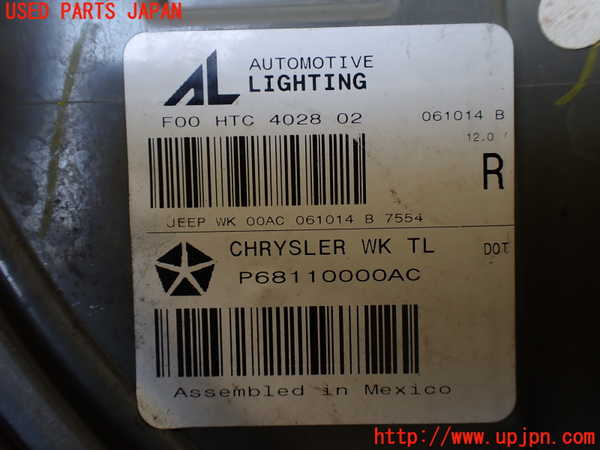 USED PARTS JAPAN
AL AUTOMOTIVE LIGHTING
F00 HTC 4028 02 061014 B
12.0
R
JEEP WK 00AC 061014 B 7554
CHRYSLER WK TL DOT
P68110000AC
Assembled in Mexico
http://www.upjpn.com/